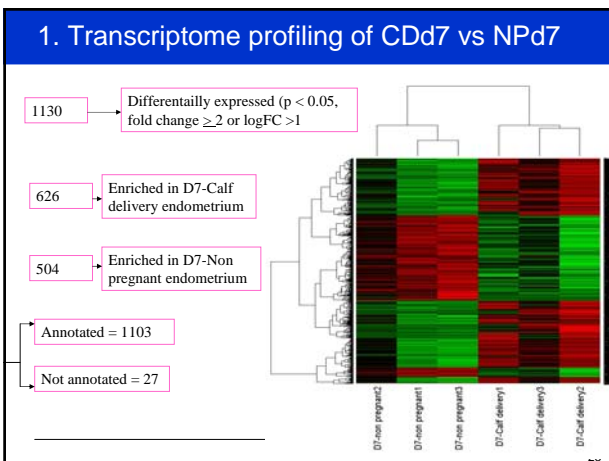 1. Transcriptome profiling of CDd7 vs NPd7
1130
Differentailly expressed (p < 0.05,
fold change ≥2 or logFC >1
626
Enriched in D7-Calf
delivery endometrium
504
Enriched in D7-Non
pregnant endometrium
Annotated = 1103
Not annotated = 27
D7-non pregnant2
D7-non pregnant1
D7-non pregnant3
D7-Calf delivery1
D7-Calf delivery3
D7-Calf delivery2